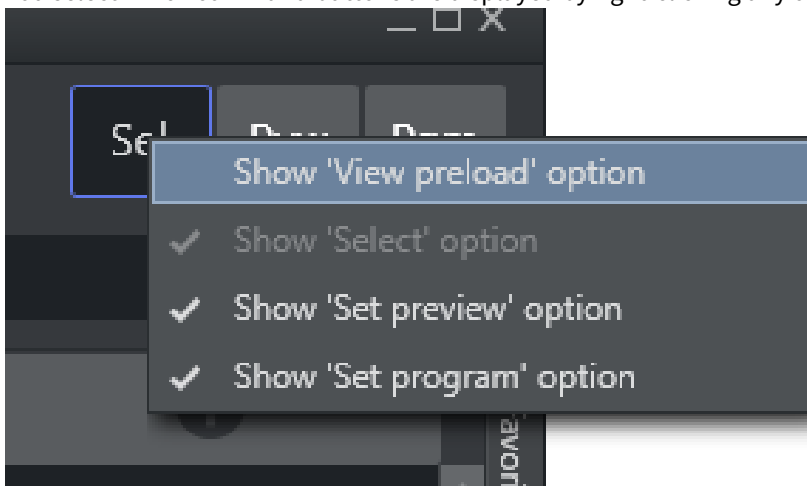 Show 'View preload' option
Show 'Select' option
Show 'Set preview' option
Show 'Set program' option